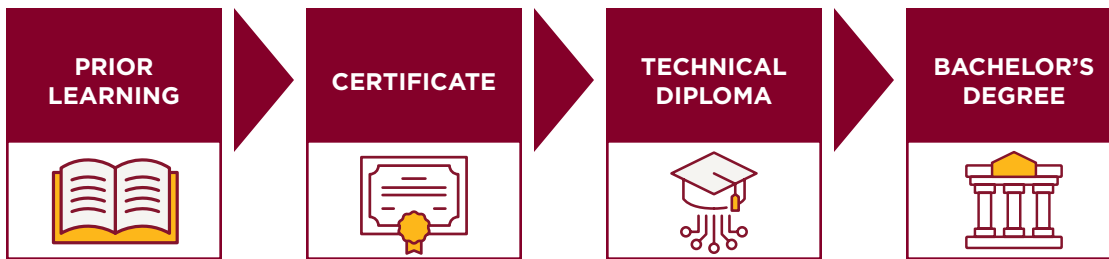 PRIOR
LEARNING
CERTIFICATE
TECHNICAL
DIPLOMA
BACHELOR'S
DEGREE